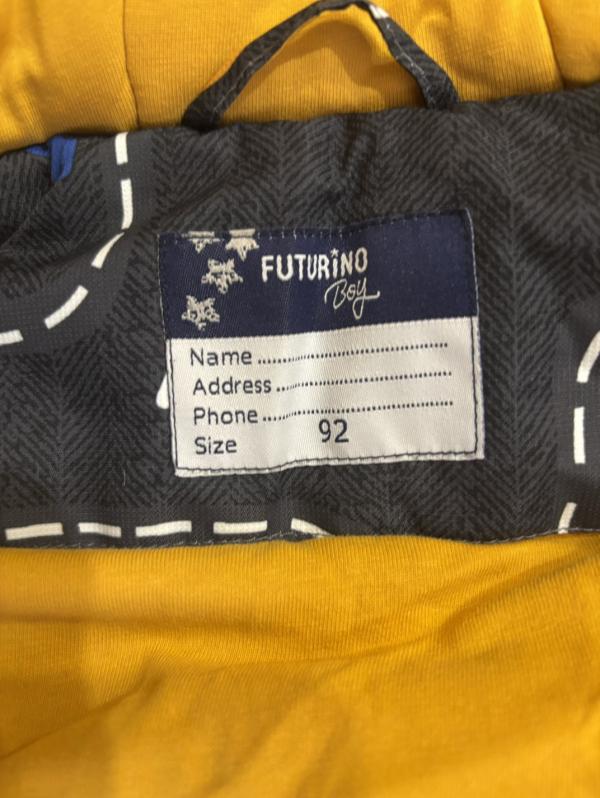 FUTURINO
Boy
Name ..........................................
Address .......................................
Phone ..........................................
Size 92